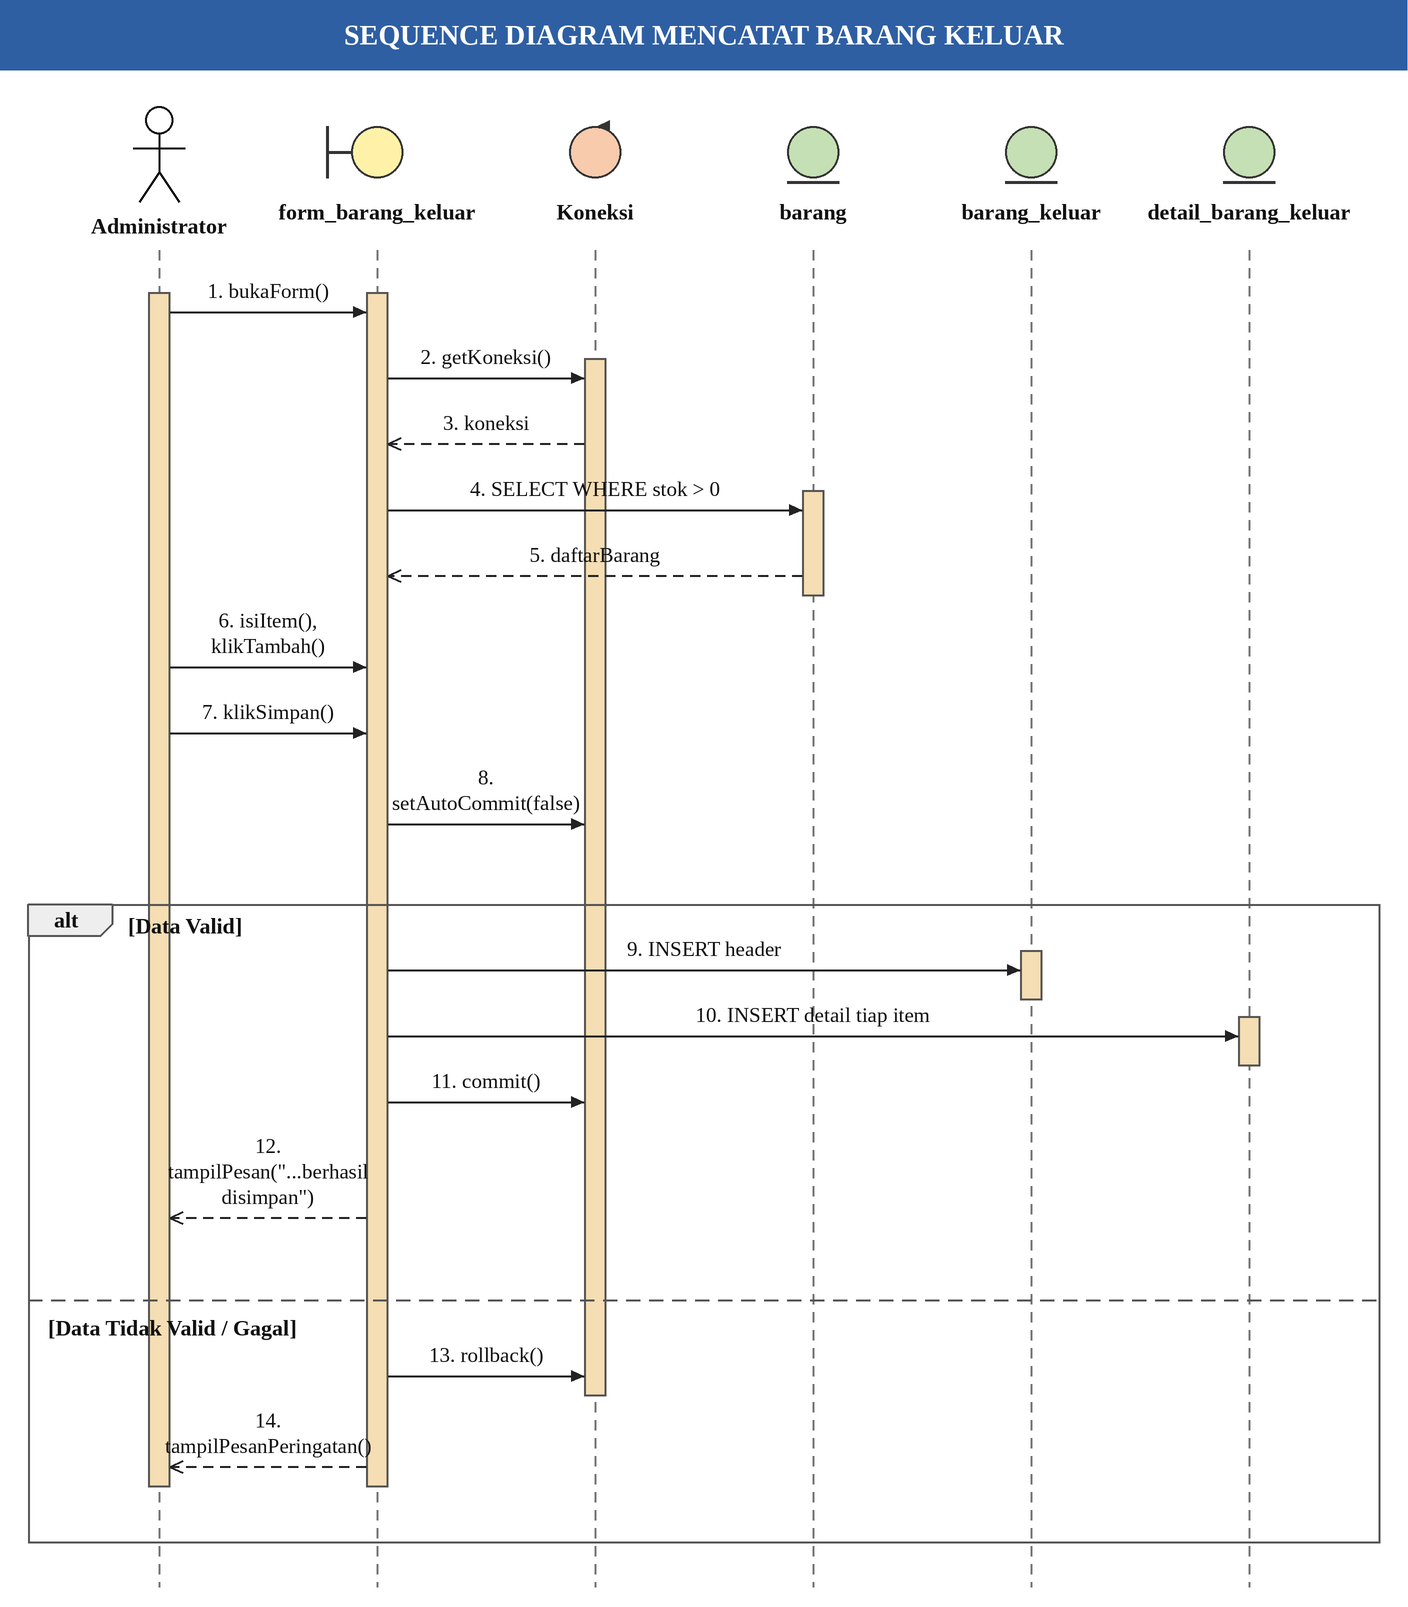 SEQUENCE DIAGRAM MENCATAT BARANG KELUAR
Administrator
form_barang_keluar
Koneksi
barang
barang_keluar
detail_barang_keluar
1. bukaForm()
2. getKoneksi()
3. koneksi
4. SELECT WHERE stok > 0
5. daftarBarang
6. isiItem(),
klikTambah()
7. klikSimpan()
8.
setAutoCommit(false)
alt
[Data Valid]
9. INSERT header
10. INSERT detail tiap item
11. commit()
12.
tampilPesan("...berhasil
disimpan")
[Data Tidak Valid / Gagal]
13. rollback()
14.
tampilPesanPeringatan()